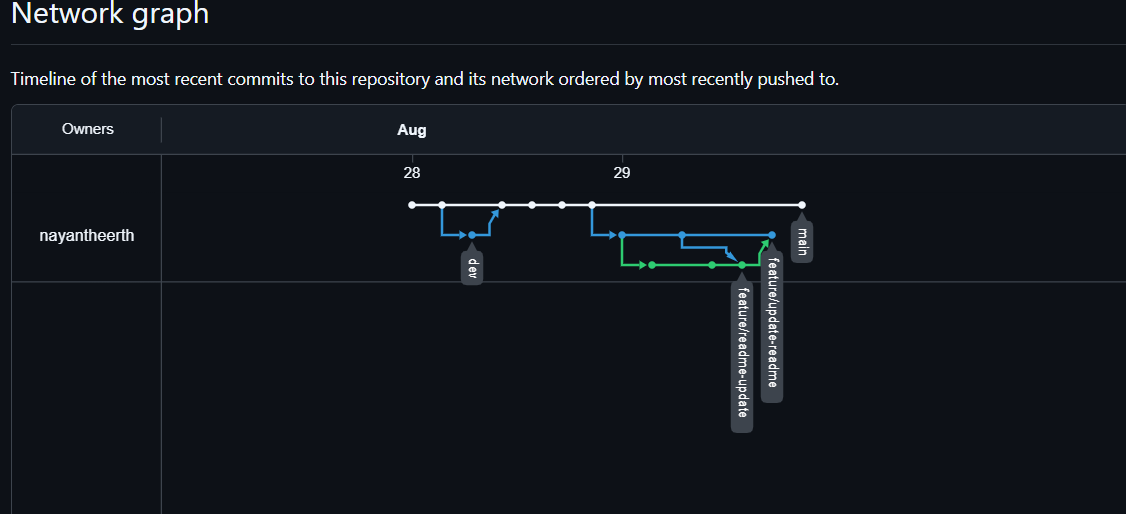 Network graph
Timeline of the most recent commits to this repository and its network ordered by most recently pushed to.
Owners
Aug
28
29
nayantheerth
dev
feature/readme-update
feature/update-readme
main